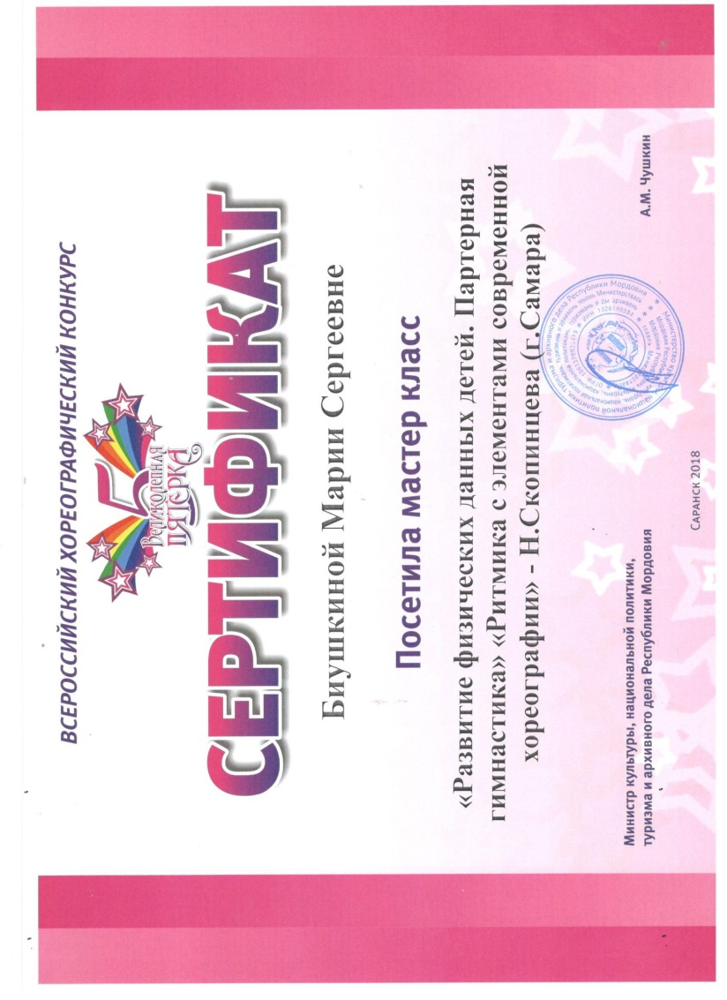 ВСЕРОССИЙСКИЙ ХОРЕОГРАФИЧЕСКИЙ КОНКУРС
5
Великолепная
ПЯТЕРКА
СЕРТИФИКАТ
Биушкиной Марии Сергеевне
Посетила мастер класс
«Развитие физических данных детей. Партерная
гимнастика» «Ритмика с элементами современной
хореографии» - Н.Скопинцева (г.Самара)
Министр культуры, национальной политики,
туризма и архивного дела Республики Мордовия
А.М. Чушкин
Саранск 2018